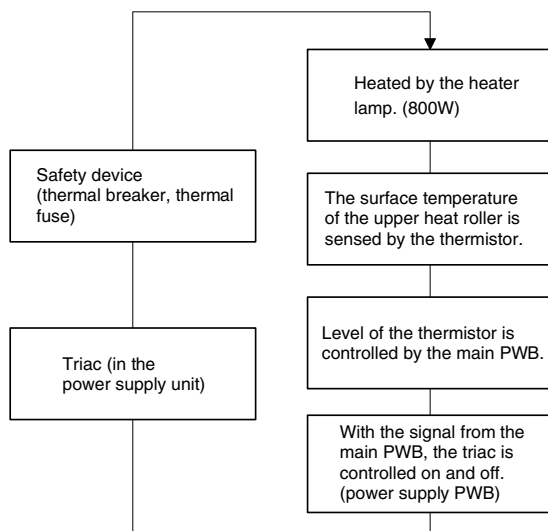 Heated by the heater
lamp. (800W)
Safety device
(thermal breaker, thermal
fuse)
The surface temperature
of the upper heat roller is
sensed by the thermistor.
Level of the thermistor is
controlled by the main PWB.
Triac (in the
power supply unit)
With the signal from the
main PWB, the triac is
controlled on and off.
(power supply PWB)